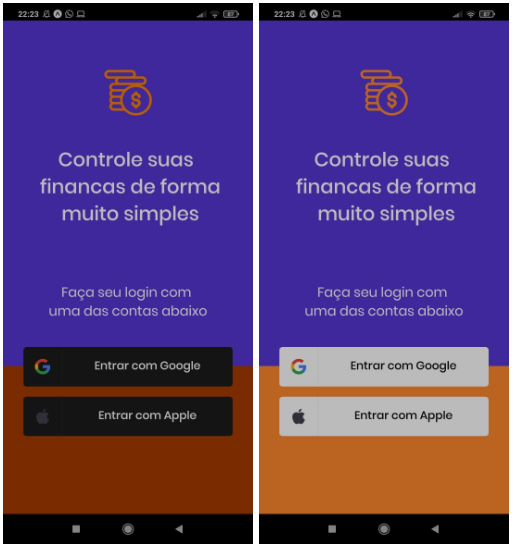 22:23
87
Controle suas
financas de forma
muito simples
Faça seu login com
uma das contas abaixo
Entrar com Google
Entrar com Apple
22:23
87
Controle suas
financas de forma
muito simples
Faça seu login com
uma das contas abaixo
Entrar com Google
Entrar com Apple